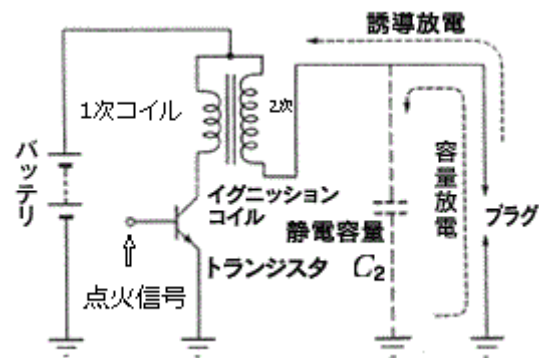 誘導放電
1次コイル
2次
バッテリ
イグニッション
コイル
静電容量
C2
容量放電
プラグ
トランジスタ
点火信号